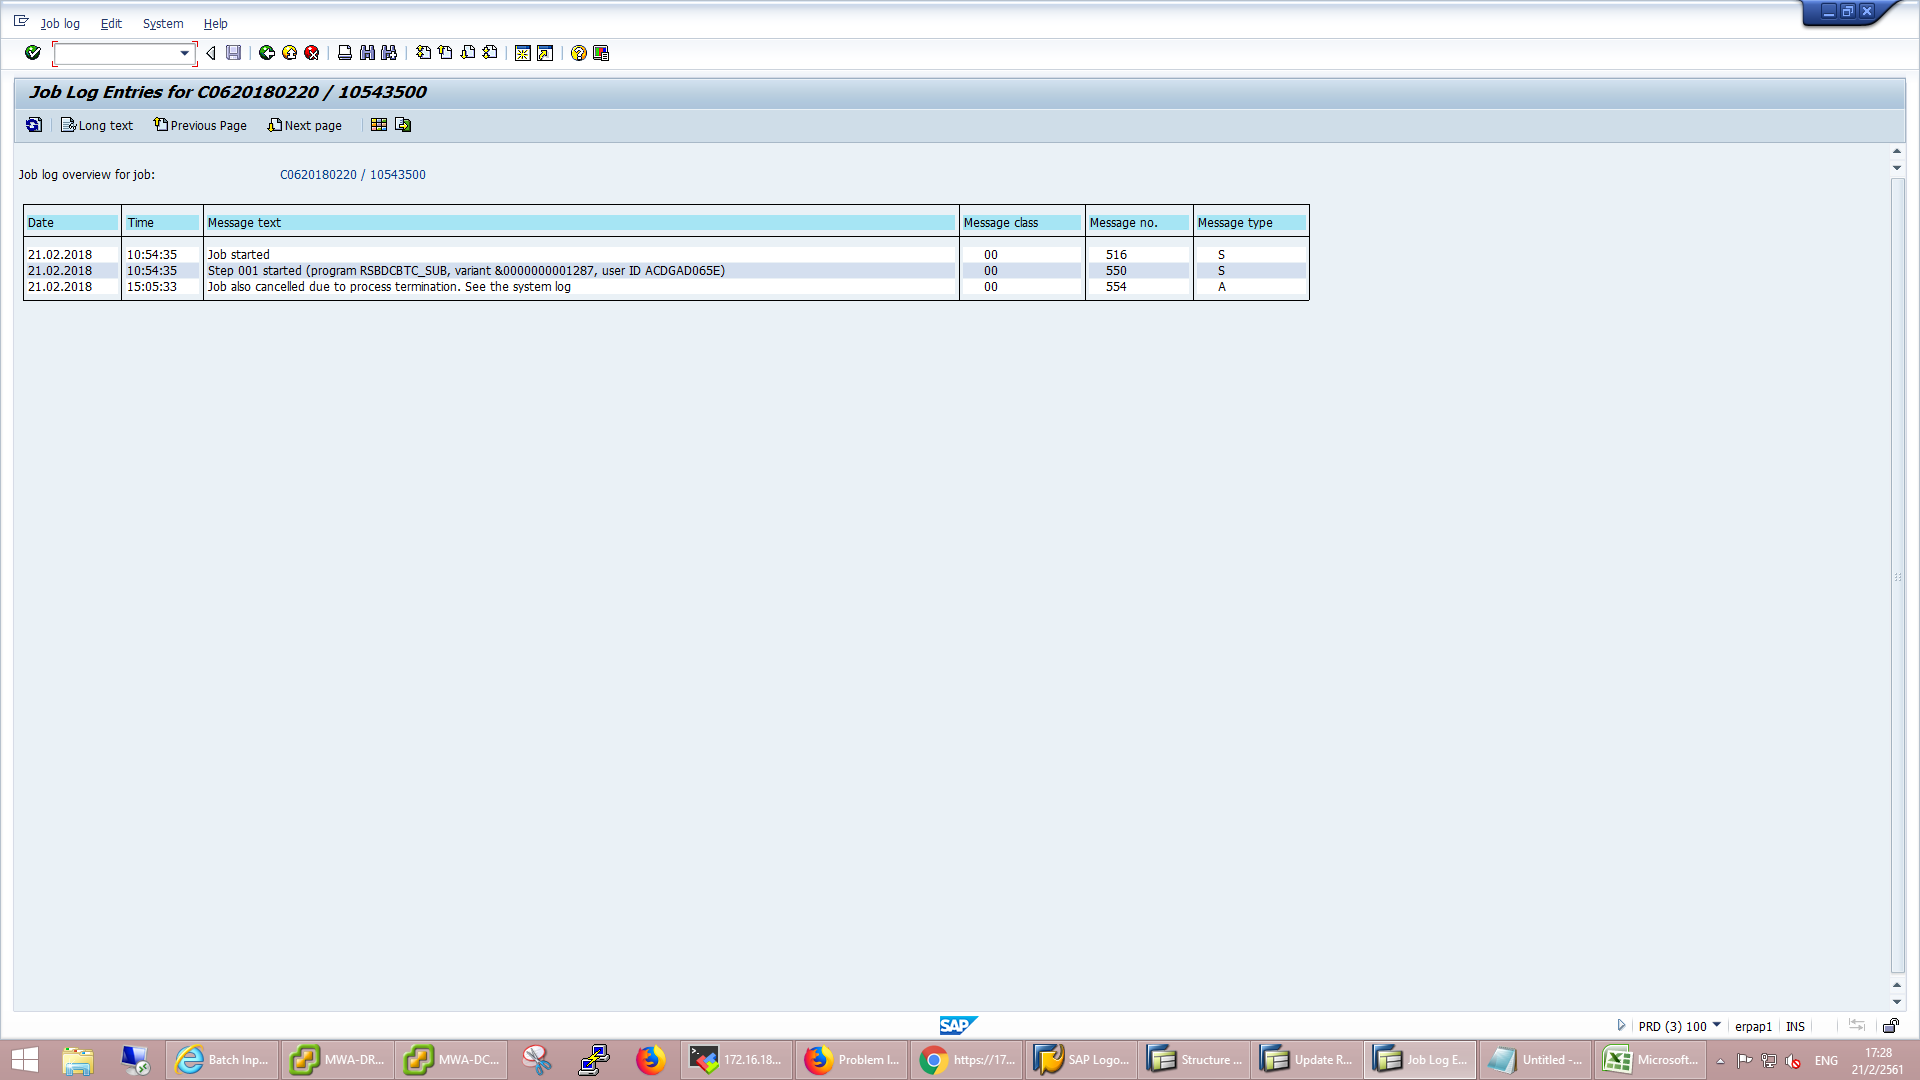 Job log Edit System Help
Job Log Entries for C0620180220 / 10543500
Long text Previous Page Next page
Job log overview for job: C0620180220 / 10543500
Date Time Message text Message class Message no. Message type
21.02.2018 10:54:35 Job started 00 516 S
21.02.2018 10:54:35 Step 001 started (program RSBDCBTC_SUB, variant &0000000001287, user ID ACDGAD065E) 00 550 S
21.02.2018 15:05:33 Job also cancelled due to process termination. See the system log 00 554 A
SAP
PRD (3) 100 erpap1 INS
Batch Inp... MWA-DR... MWA-DC... 172.16.18... Problem I... https://17... SAP Logo... Structure ... Update R... Job Log E... Untitled -... Microsoft... ENG 17:28
21/2/2561